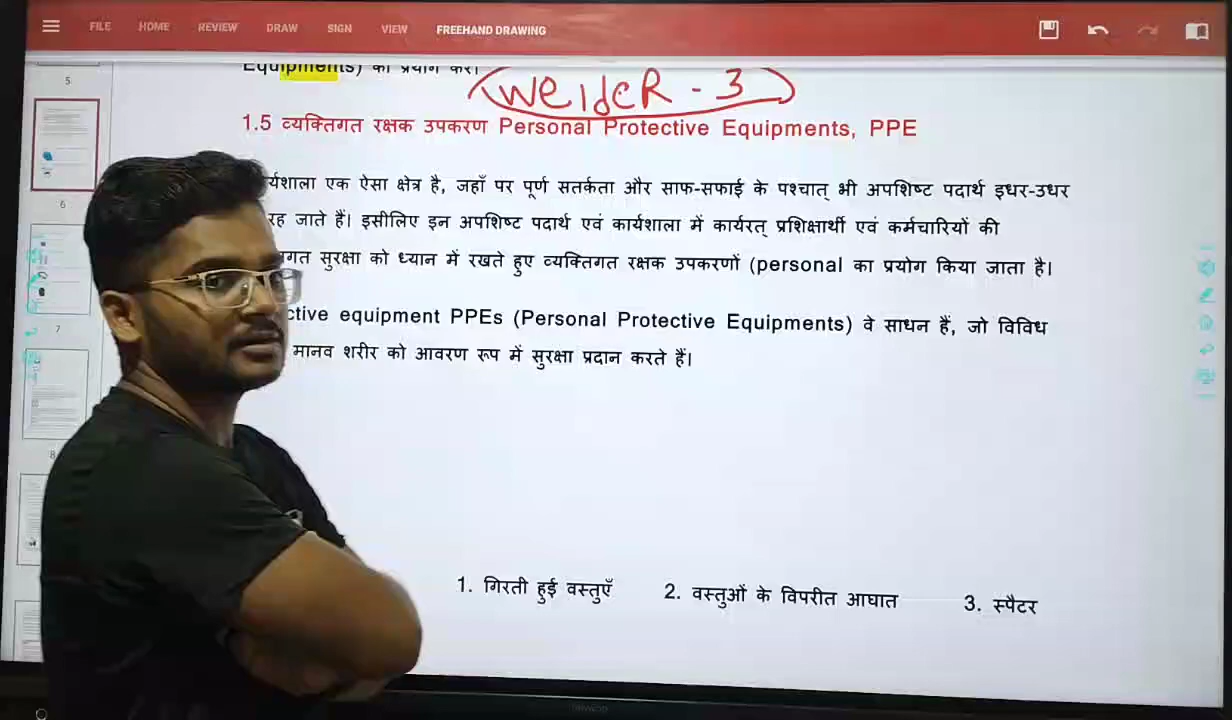 FILE HOME REVIEW DRAW SIGN VIEW FREEHAND DRAWING
Equipments) का प्रयोग करें।
WeldeR - 3
1.5 व्यक्तिगत रक्षक उपकरण Personal Protective Equipments, PPE
र्यशाला एक ऐसा क्षेत्र है, जहाँ पर पूर्ण सतर्कता और साफ-सफाई के पश्चात् भी अपशिष्ट पदार्थ इधर-उधर
रह जाते हैं। इसीलिए इन अपशिष्ट पदार्थ एवं कार्यशाला में कार्यरत् प्रशिक्षार्थी एवं कर्मचारियों की
गत सुरक्षा को ध्यान में रखते हुए व्यक्तिगत रक्षक उपकरणों (personal का प्रयोग किया जाता है।
ctive equipment PPEs (Personal Protective Equipments) वे साधन हैं, जो विविध
मानव शरीर को आवरण रूप में सुरक्षा प्रदान करते हैं।
1. गिरती हुई वस्तुएँ 2. वस्तुओं के विपरीत आघात 3. स्पैटर
5
6
7
8